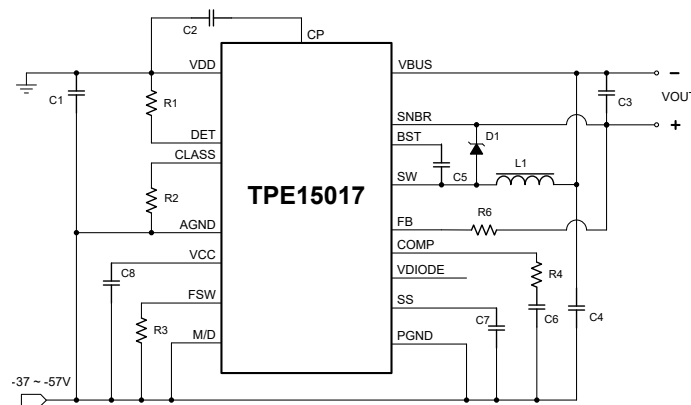 C2
CP
VDD
VBUS
C1
R1
C3
VOUT
−
+
SNBR
DET
BST
D1
CLASS
C5
L1
R2
SW
TPE15017
AGND
FB
R6
VCC
COMP
C8
VDIODE
R4
FSW
SS
R3
C7
C6
C4
M/D
PGND
-37 ~ -57V